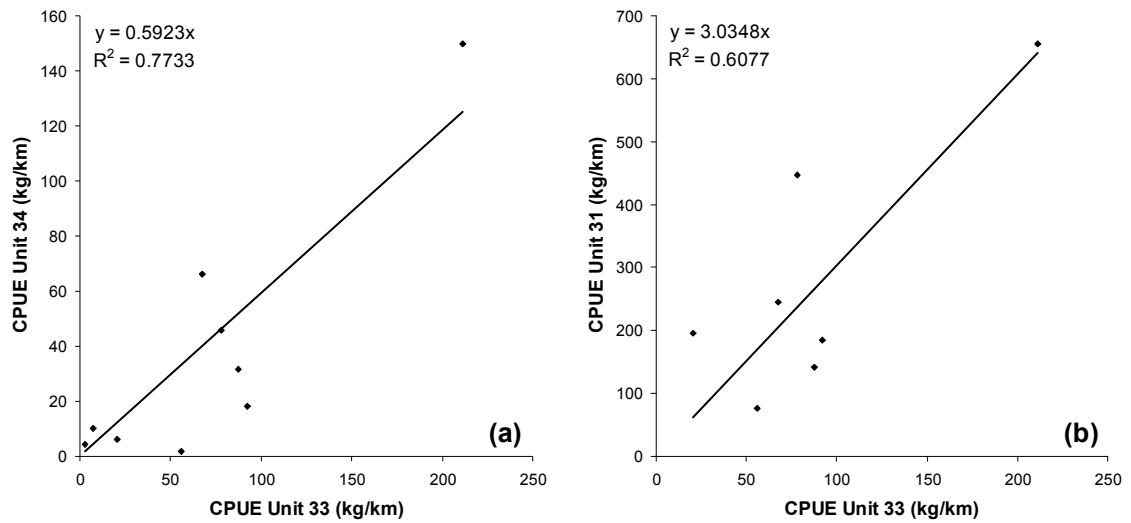 y = 0.5923x
R² = 0.7733
160
140
120
100
80
60
40
20
0
CPUE Unit 34 (kg/km)
0 50 100 150 200 250
CPUE Unit 33 (kg/km)
(a)
y = 3.0348x
R² = 0.6077
700
600
500
400
300
200
100
0
CPUE Unit 31 (kg/km)
0 50 100 150 200 250
CPUE Unit 33 (kg/km)
(b)